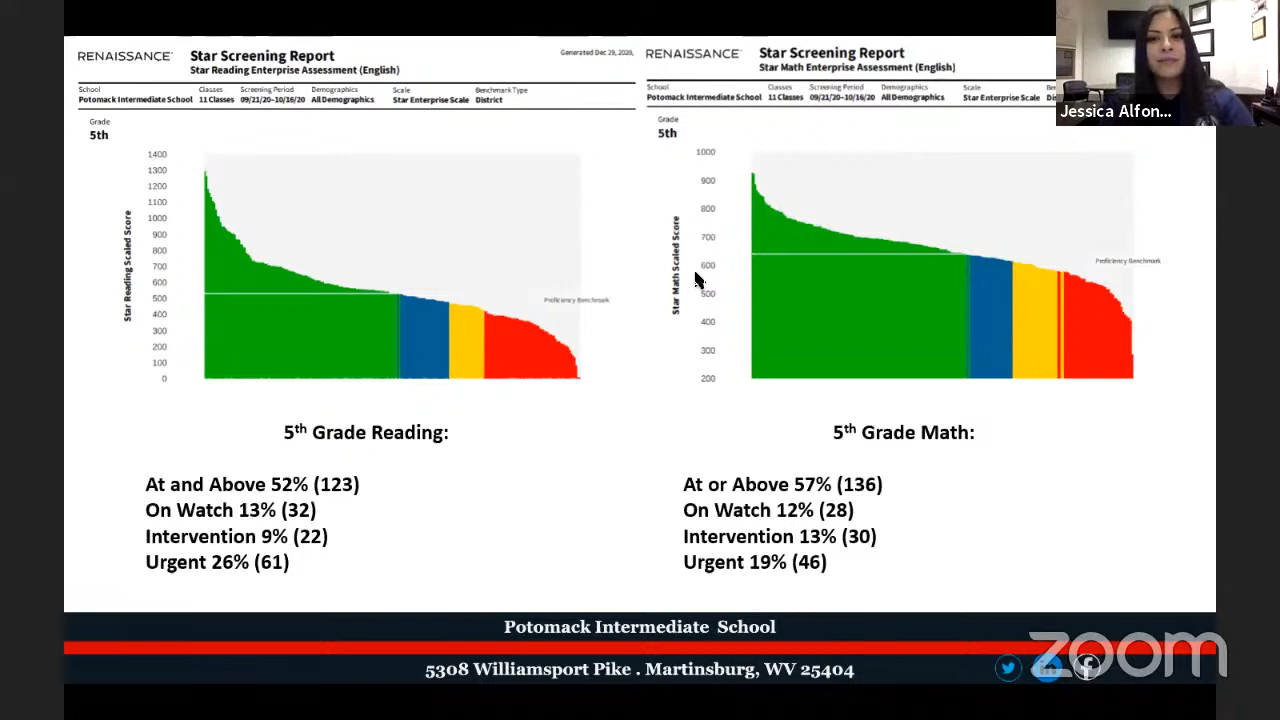 RENAISSANCE
Star Screening Report
Generated Dec 29, 2020,
Star Reading Enterprise Assessment (English)
School Classes Screening Period Demographics Scale Benchmark Type
Potomack Intermediate School 11 Classes 09/21/20-10/16/20 All Demographics Star Enterprise Scale District
Grade
5th
1400
1300
1200
1100
1000
900
800
700
600
500
400
300
200
100
0
Star Reading Scaled Score
Proficiency Benchmark
RENAISSANCE
Star Screening Report
Star Math Enterprise Assessment (English)
School Classes Screening Period Demographics Scale Be
Potomack Intermediate School 11 Classes 09/21/20-10/16/20 All Demographics Star Enterprise Scale Di
Grade
5th
1000
900
800
700
600
500
400
300
200
Star Math Scaled Score
Proficiency Benchmark
Jessica Alfon...
5th Grade Reading:
At and Above 52% (123)
On Watch 13% (32)
Intervention 9% (22)
Urgent 26% (61)
5th Grade Math:
At or Above 57% (136)
On Watch 12% (28)
Intervention 13% (30)
Urgent 19% (46)
Potomack Intermediate School
5308 Williamsport Pike . Martinsburg, WV 25404
zoom